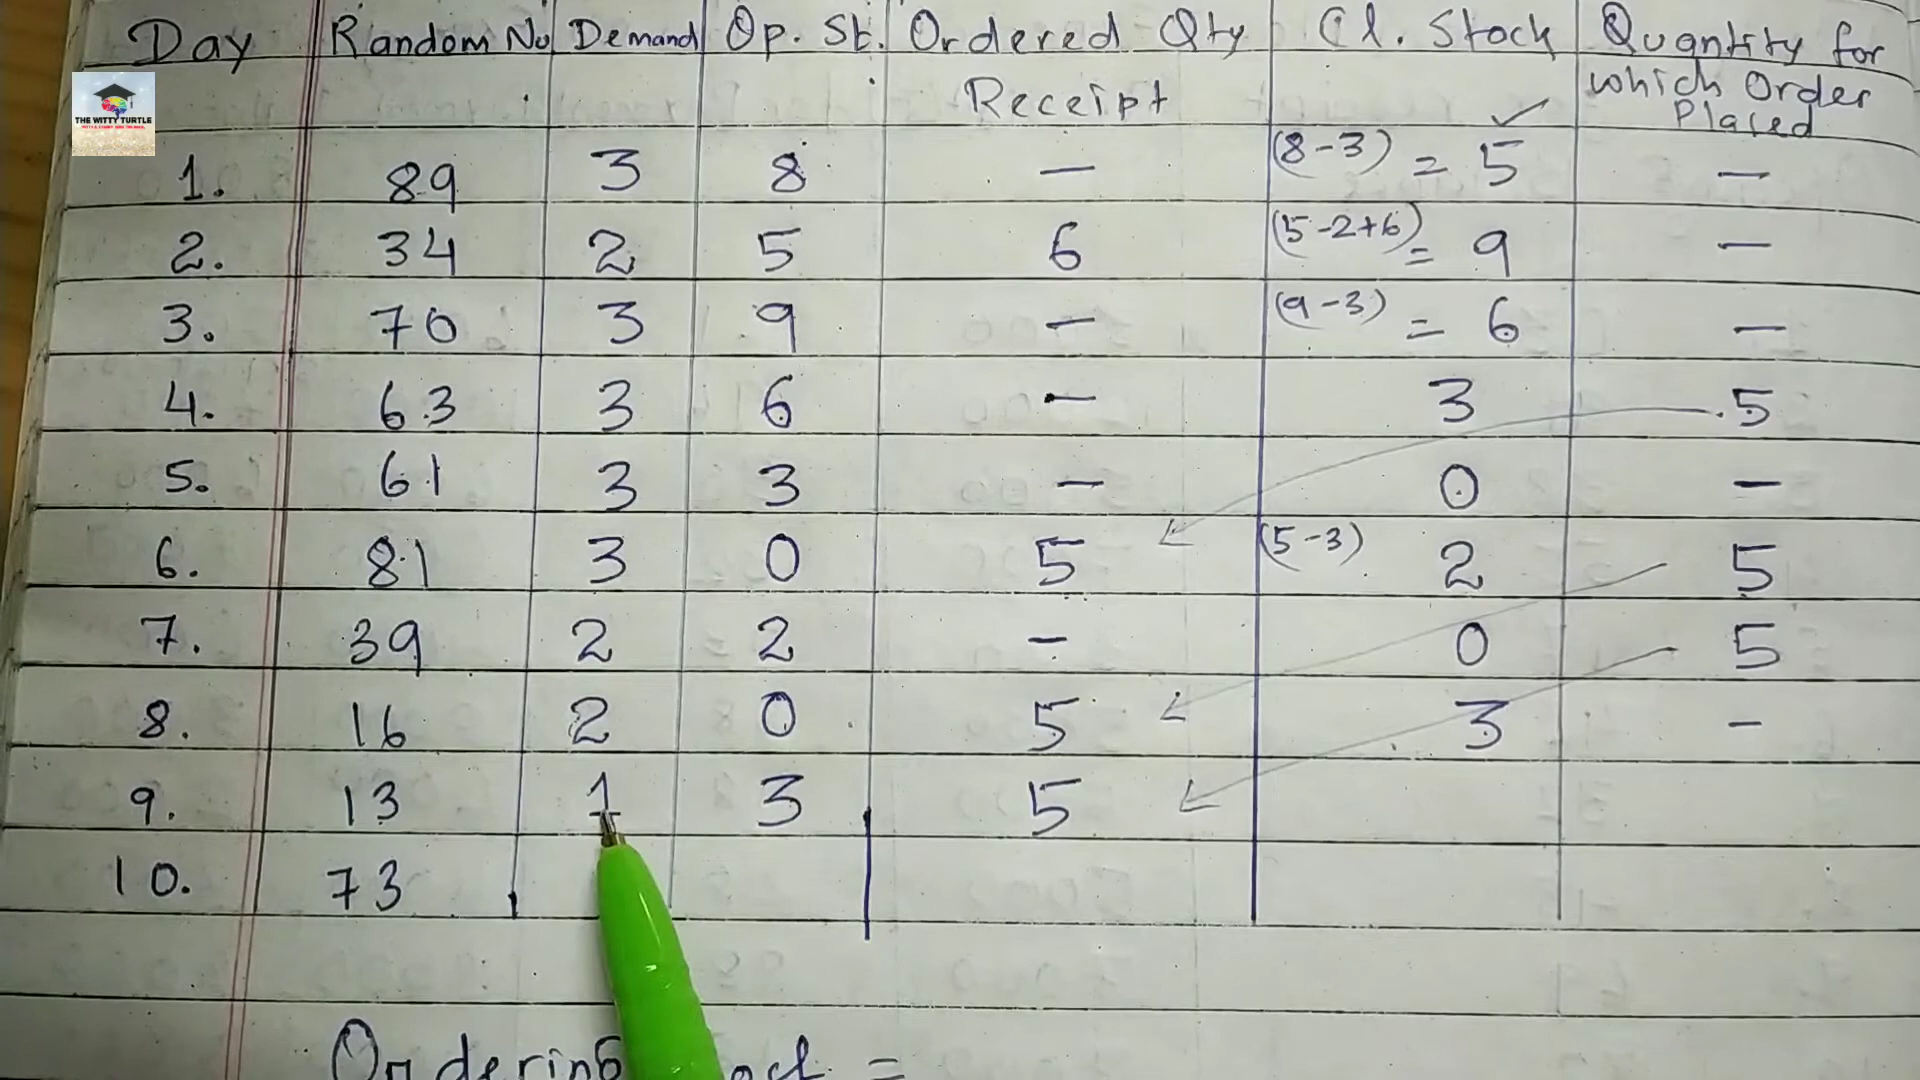 Day Random No Demand Op. St. Ordered Qty Cl. Stock Quantity for
Receipt which Order
Placed
THE WITTY TURTLE
1. 89 3 8 — (8-3) = 5 —
2. 34 2 5 6 (5-2+6) = 9 —
3. 70 3 9 — (9-3) = 6 —
4. 63 3 6 — 3 5
5. 61 3 3 — 0 —
6. 81 3 0 5 (5-3) 2 5
7. 39 2 2 - 0 5
8. 16 2 0 5 3 -
9. 13 1 3 5
10. 73
Ordering =